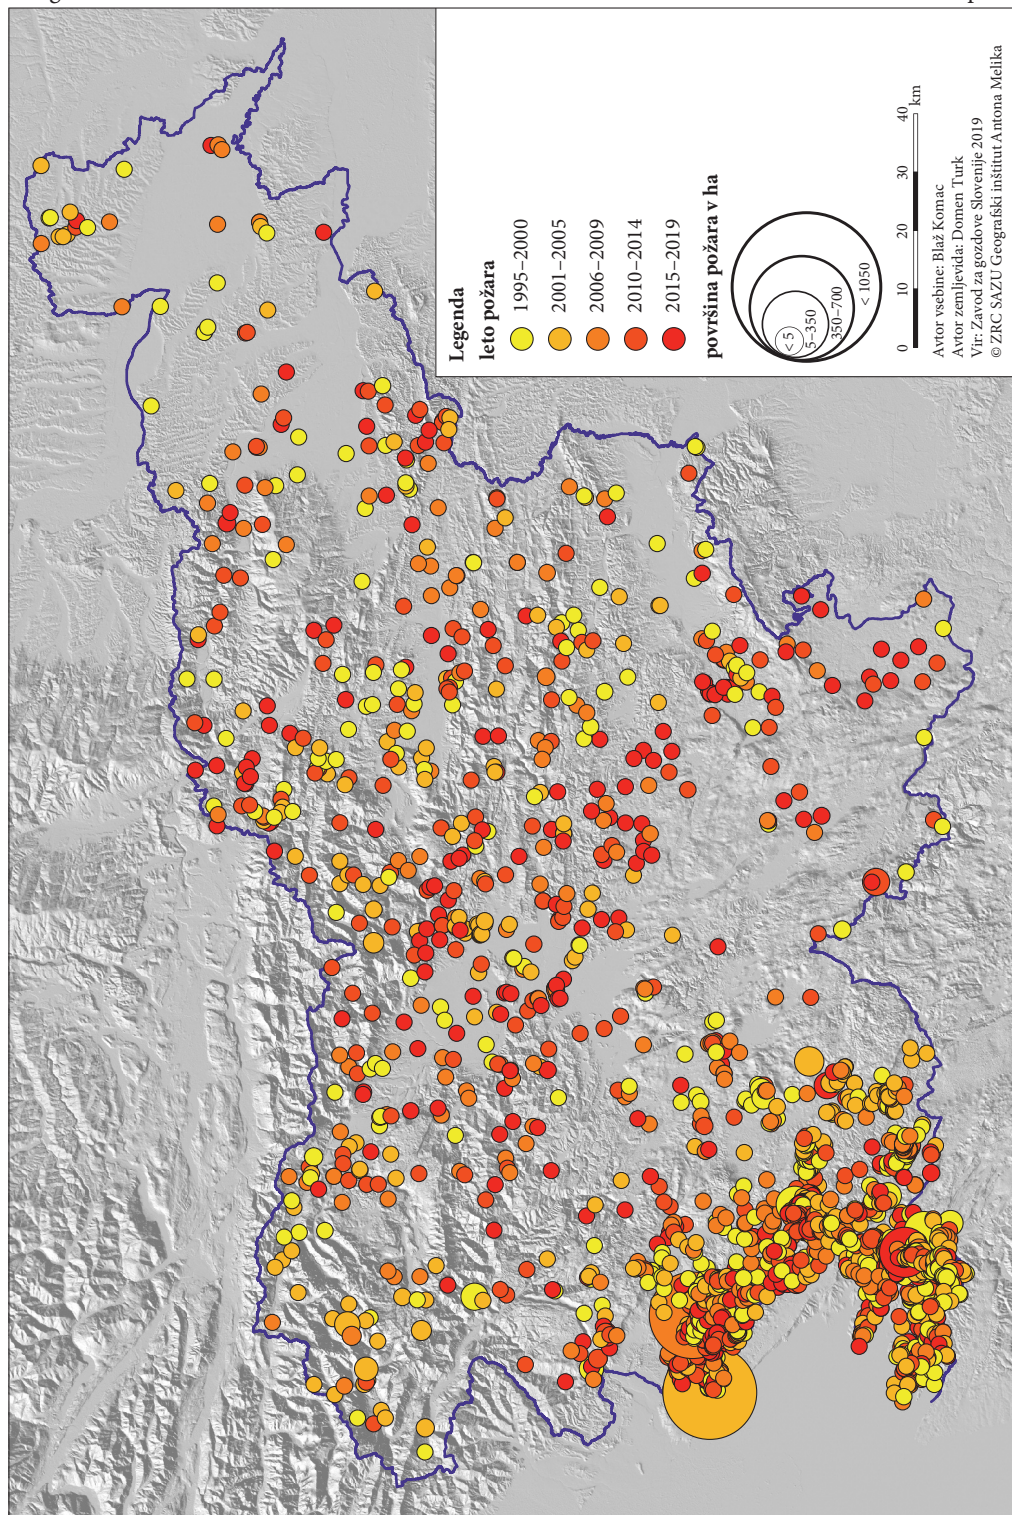 Legenda
leto požara
1995–2000
2001–2005
2006–2009
2010–2014
2015–2019
površina požara v ha
< 5
5–350
350–700
< 1050
0 10 20 30 40
km
Avtor vsebine: Blaž Komac
Avtor zemljevida: Domen Turk
Vir: Zavod za gozdove Slovenije 2019
© ZRC SAZU Geografski inštitut Antona Melika